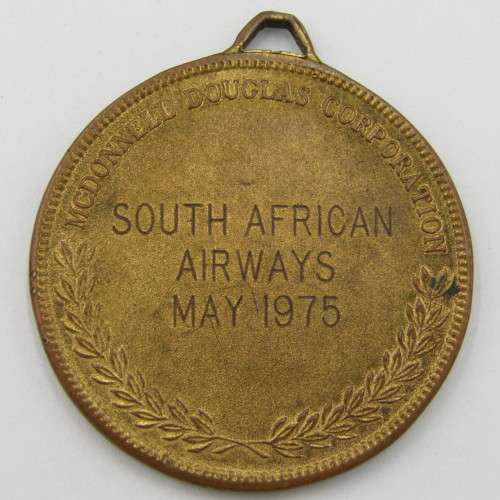 MCDONNELL DOUGLAS CORPORATION
SOUTH AFRICAN
AIRWAYS
MAY 1975